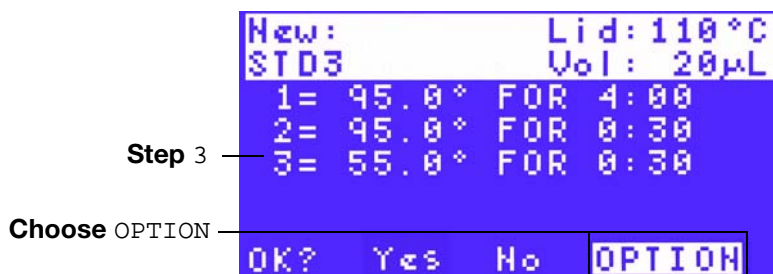 New: Lid:110°C
STD3 Vol: 20µL
1= 95.0° FOR 4:00
2= 95.0° FOR 0:30
Step 3
3= 55.0° FOR 0:30
Choose OPTION
OK? Yes No OPTION